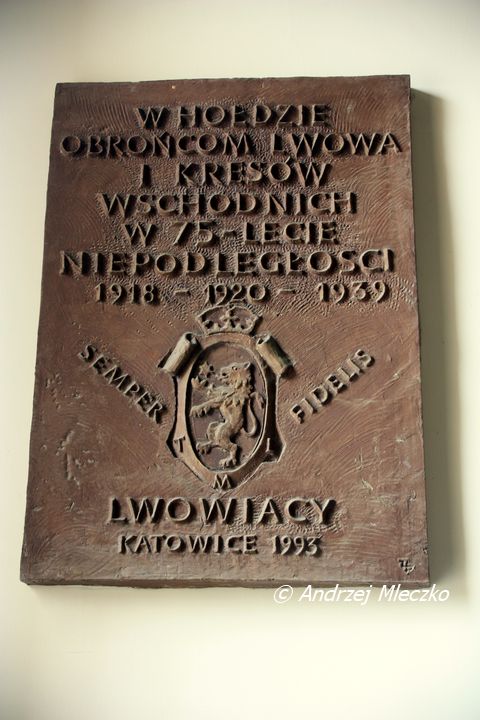 W HOŁDZIE
OBROŃCOM LWOWA
I KRESÓW
WSCHODNICH
W 75-LECIE
NIEPODLEGŁOŚCI
1918 - 1920 - 1939
SEMPER FIDELIS
T M L
LWOWIACY
KATOWICE 1993
© Andrzej Mleczko